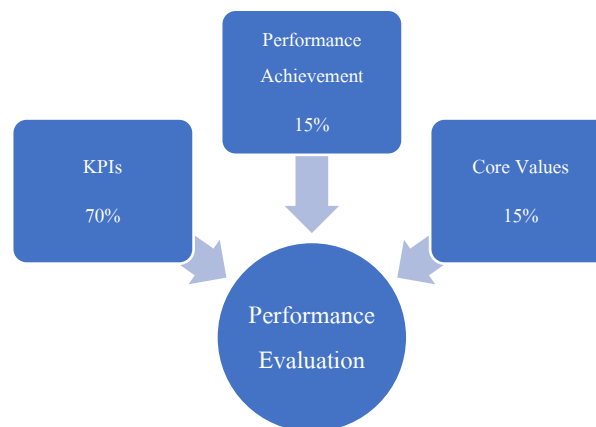 Performance
Achievement
15%
KPIs
70%
Core Values
15%
Performance
Evaluation